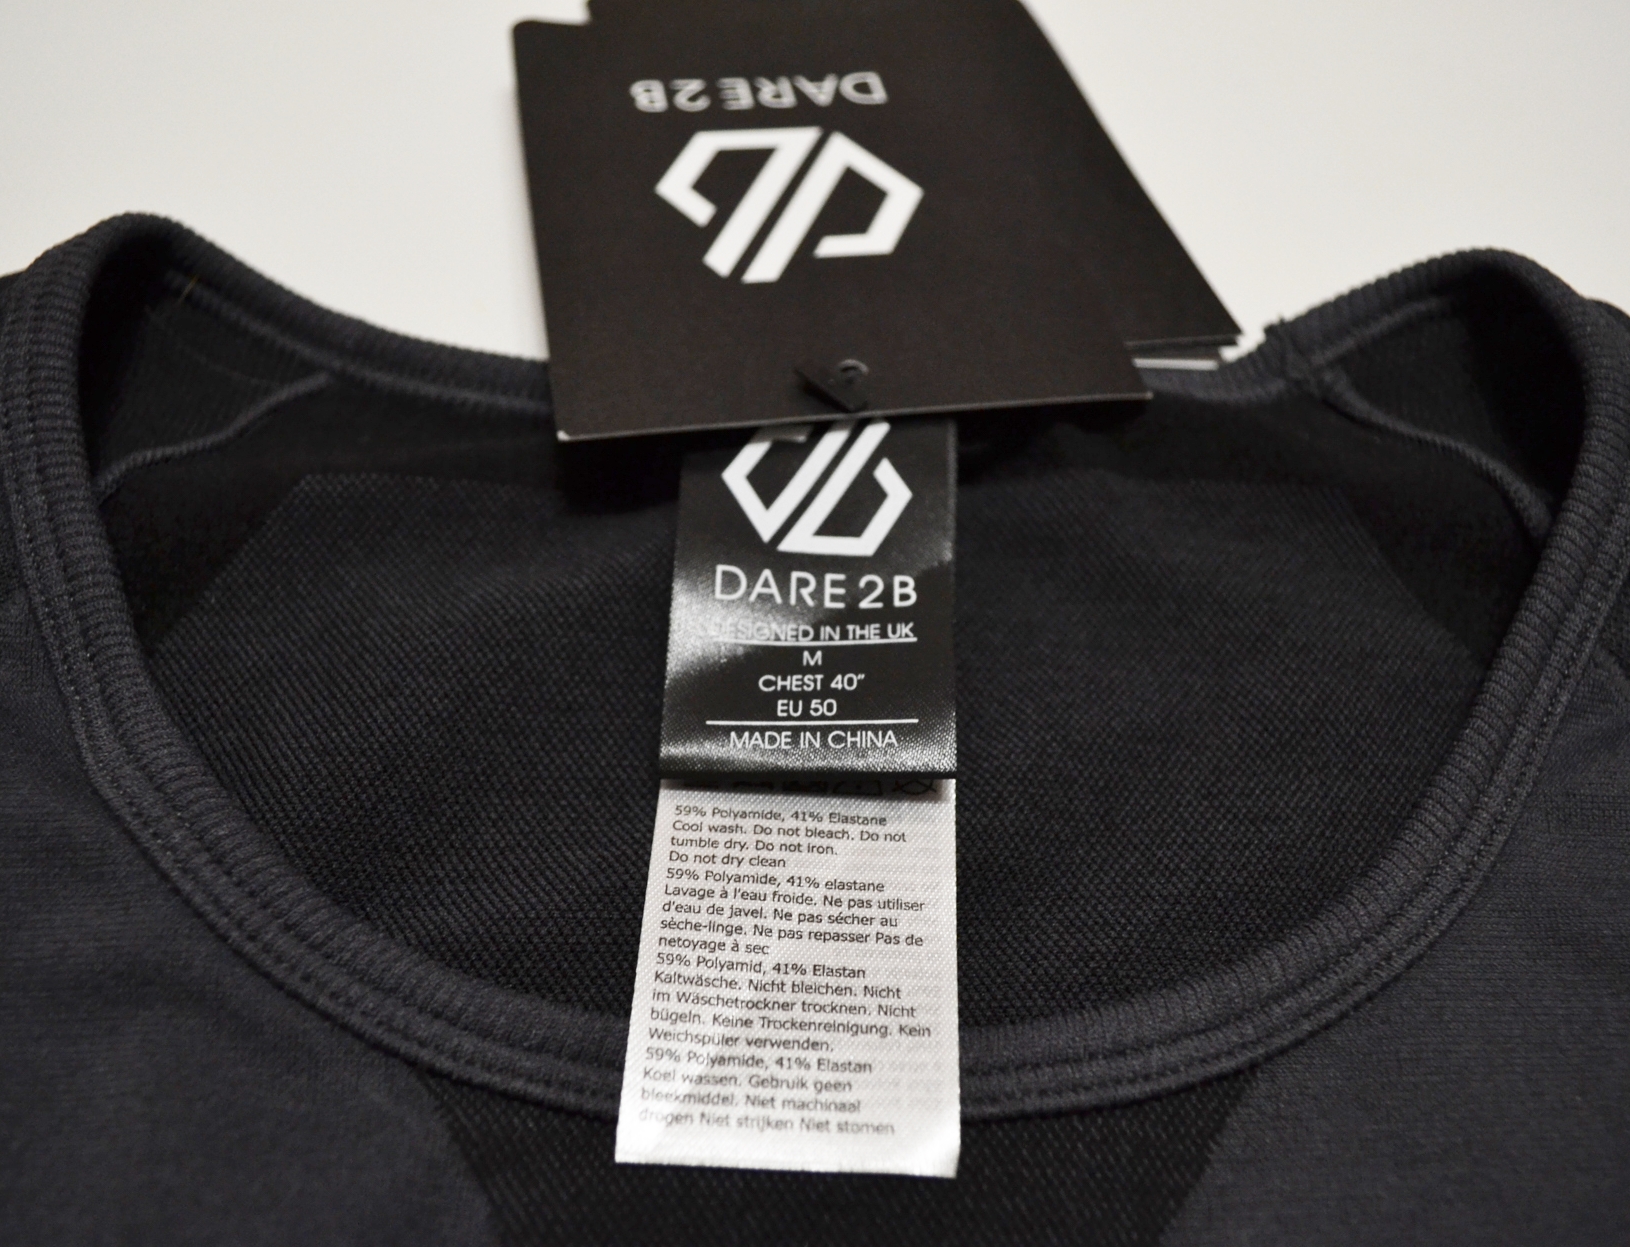 DARE 2B
DARE 2B
DESIGNED IN THE UK
M
CHEST 40"
EU 50
MADE IN CHINA
59% Polyamide, 41% Elastane
Cool wash. Do not bleach. Do not
tumble dry. Do not iron.
Do not dry clean
59% Polyamide, 41% elastane
Lavage à l'eau froide. Ne pas utiliser
d'eau de javel. Ne pas sécher au
sèche-linge. Ne pas repasser Pas de
netoyage à sec
59% Polyamid, 41% Elastan
Kaltwäsche. Nicht bleichen. Nicht
im Wäschetrockner trocknen. Nicht
bügeln. Keine Trockenreinigung. Kein
Weichspüler verwenden.
59% Polyamide, 41% Elastan
Koel wassen. Gebruik geen
bleekmiddel. Niet machinaal
drogen Niet strijken Niet stomen